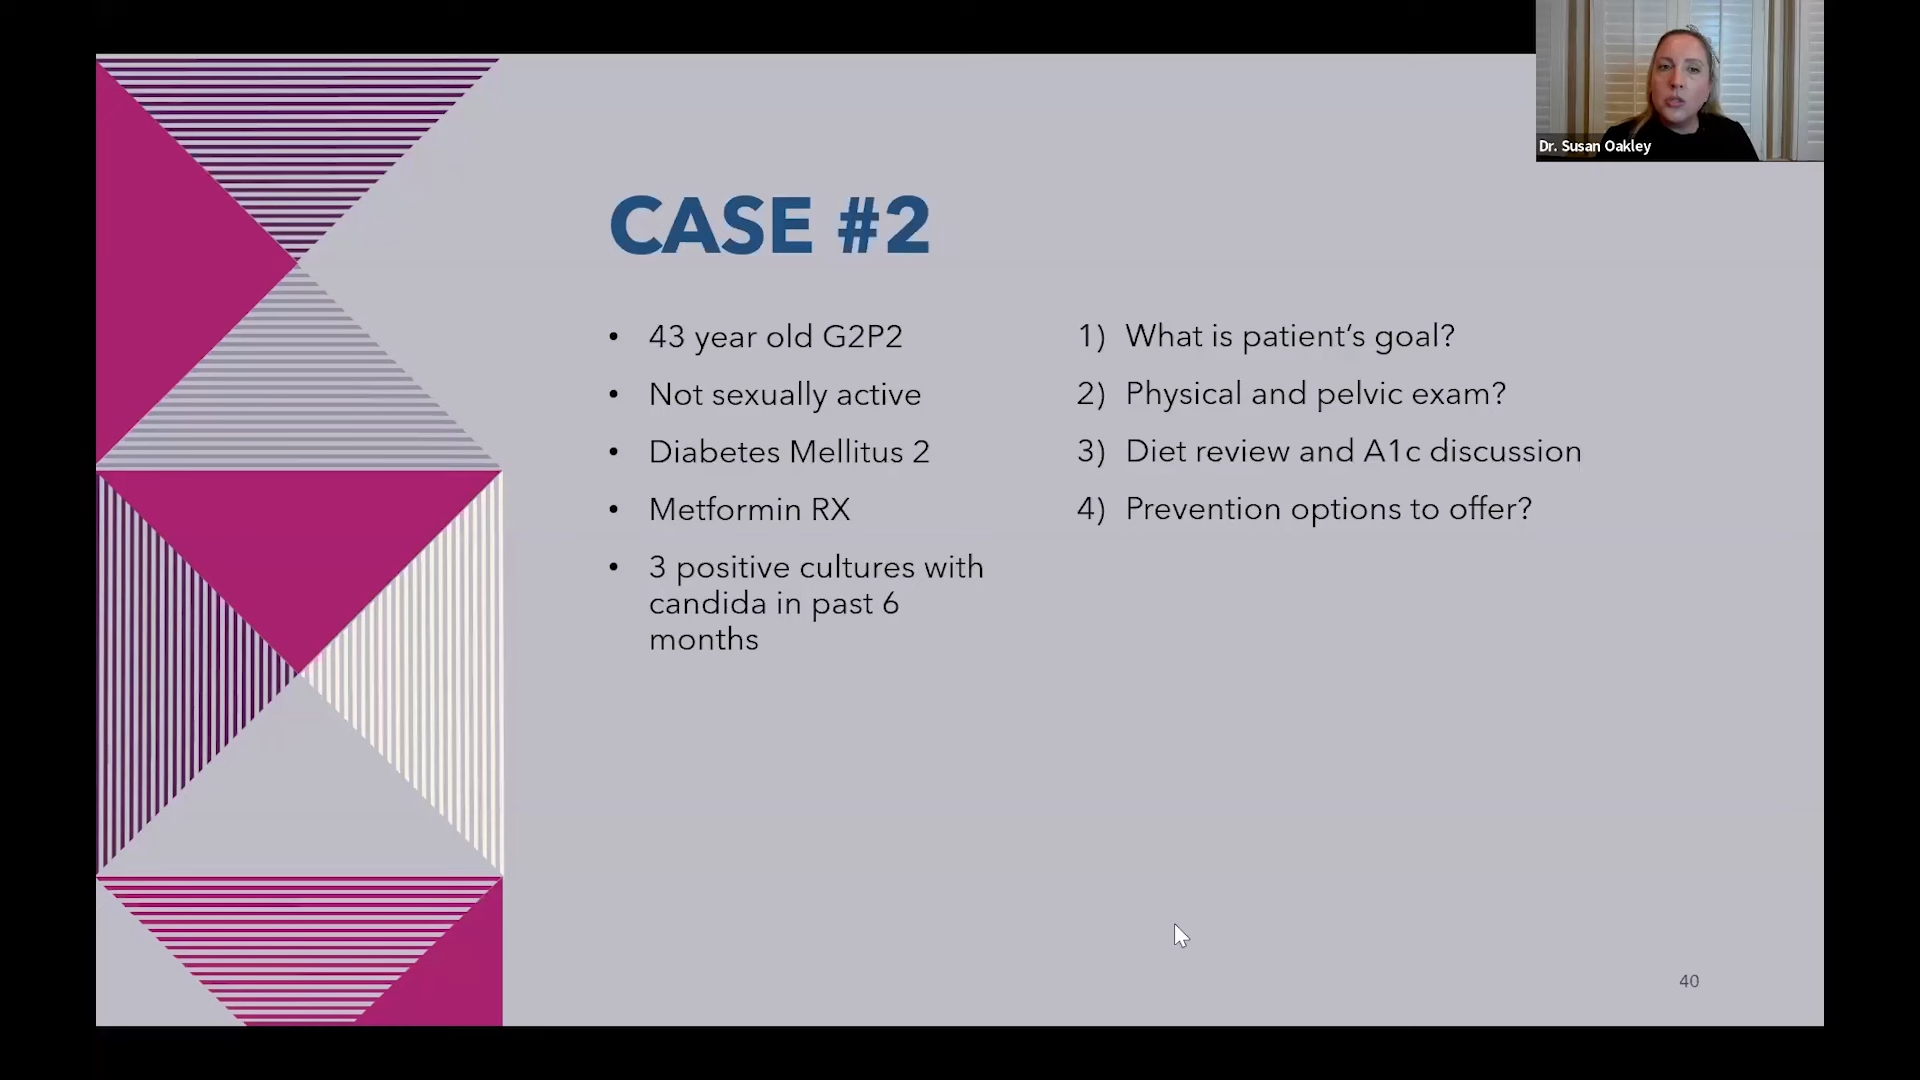 Dr. Susan Oakley
CASE #2
• 43 year old G2P2
• Not sexually active
• Diabetes Mellitus 2
• Metformin RX
• 3 positive cultures with
candida in past 6
months
1) What is patient's goal?
2) Physical and pelvic exam?
3) Diet review and A1c discussion
4) Prevention options to offer?
40